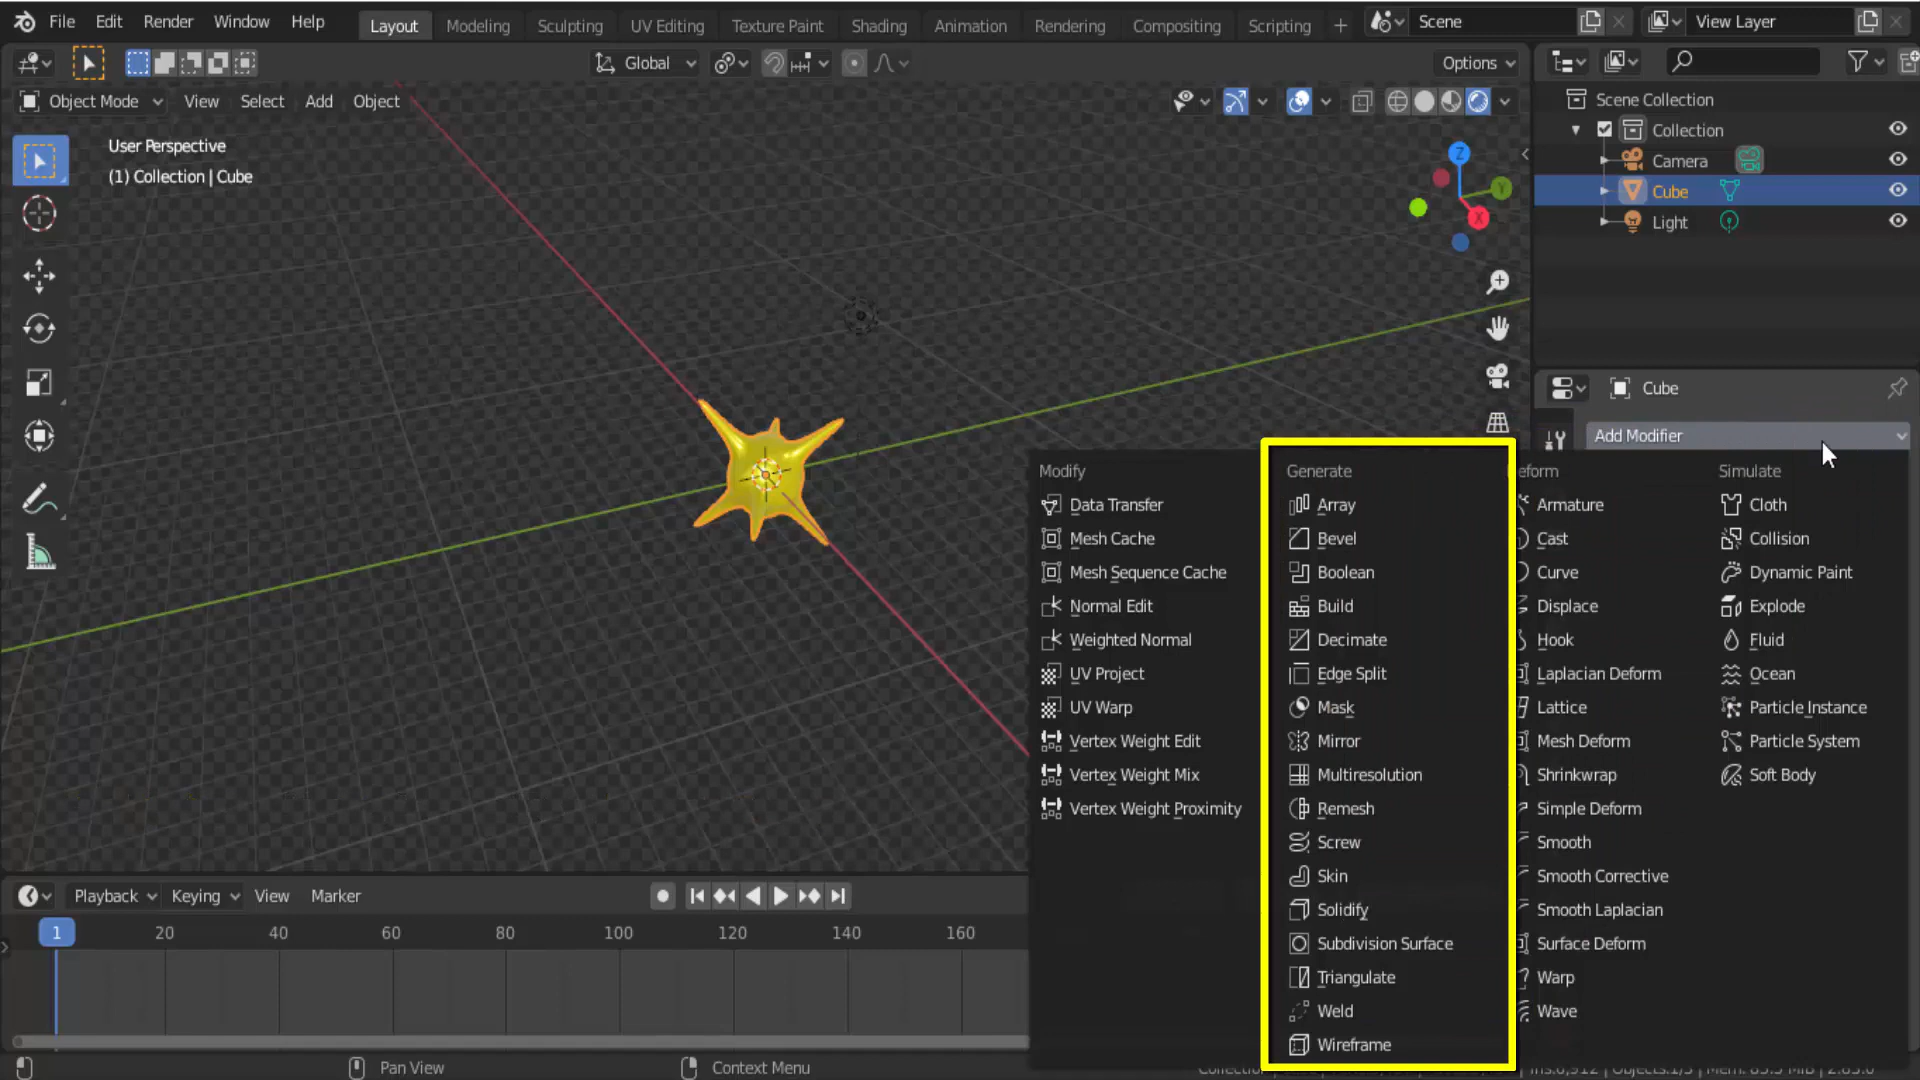 File Edit Render Window Help Layout Modeling Sculpting UV Editing Texture Paint Shading Animation Rendering Compositing Scripting + Scene View Layer
Global Options
Object Mode View Select Add Object
User Perspective
(1) Collection | Cube
Z
Y
X
Scene Collection
Collection
Camera
Cube
Light
Cube
Add Modifier
Modify
Data Transfer
Mesh Cache
Mesh Sequence Cache
Normal Edit
Weighted Normal
UV Project
UV Warp
Vertex Weight Edit
Vertex Weight Mix
Vertex Weight Proximity
Generate
Array
Bevel
Boolean
Build
Decimate
Edge Split
Mask
Mirror
Multiresolution
Remesh
Screw
Skin
Solidify
Subdivision Surface
Triangulate
Weld
Wireframe
eform
Armature
Cast
Curve
Displace
Hook
Laplacian Deform
Lattice
Mesh Deform
Shrinkwrap
Simple Deform
Smooth
Smooth Corrective
Smooth Laplacian
Surface Deform
Warp
Wave
Simulate
Cloth
Collision
Dynamic Paint
Explode
Fluid
Ocean
Particle Instance
Particle System
Soft Body
Playback Keying View Marker
1 20 40 60 80 100 120 140 160
Pan View Context Menu